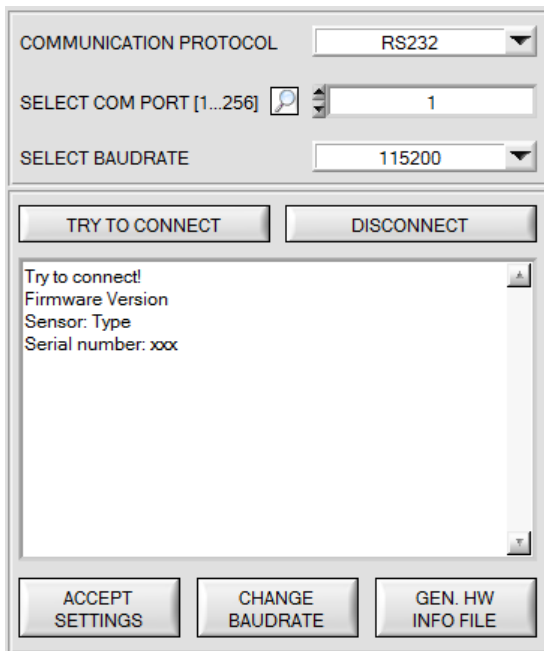 COMMUNICATION PROTOCOL RS232
SELECT COM PORT [1...256] 1
SELECT BAUDRATE 115200
TRY TO CONNECT DISCONNECT
Try to connect!
Firmware Version
Sensor: Type
Serial number: xxx
ACCEPT SETTINGS
CHANGE BAUDRATE
GEN. HW INFO FILE